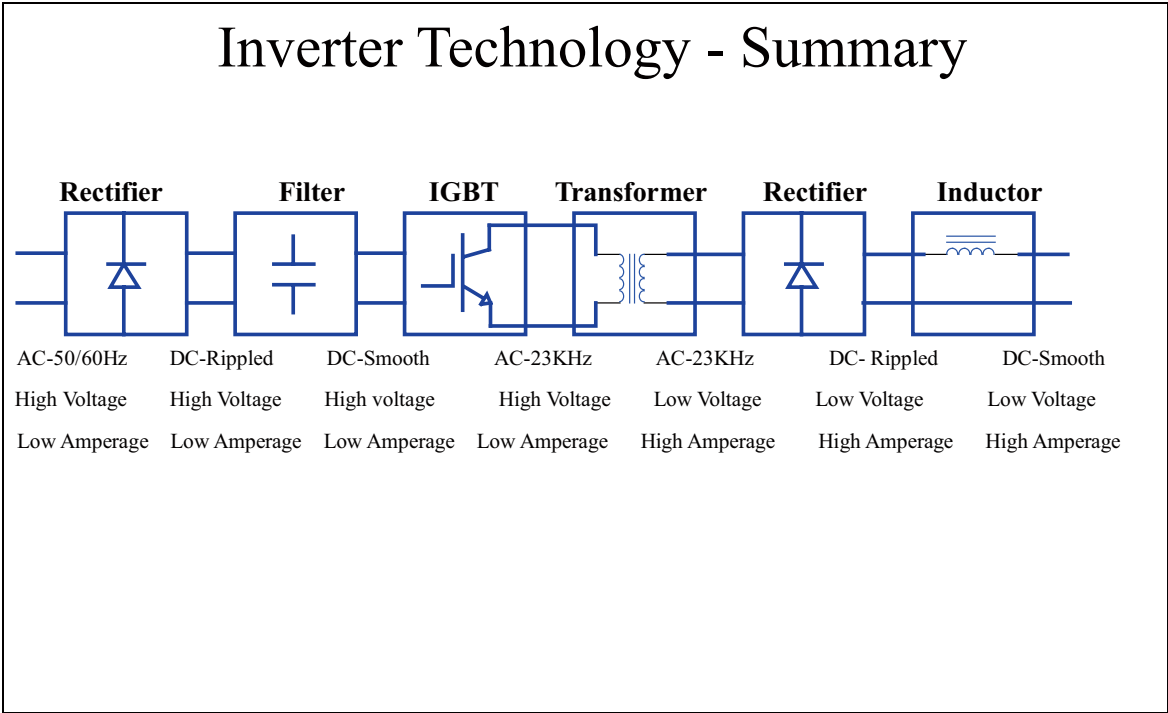 Inverter Technology - Summary
Rectifier Filter IGBT Transformer Rectifier Inductor
AC-50/60Hz DC-Rippled DC-Smooth AC-23KHz AC-23KHz DC- Rippled DC-Smooth
High Voltage High Voltage High voltage High Voltage Low Voltage Low Voltage Low Voltage
Low Amperage Low Amperage Low Amperage Low Amperage High Amperage High Amperage High Amperage